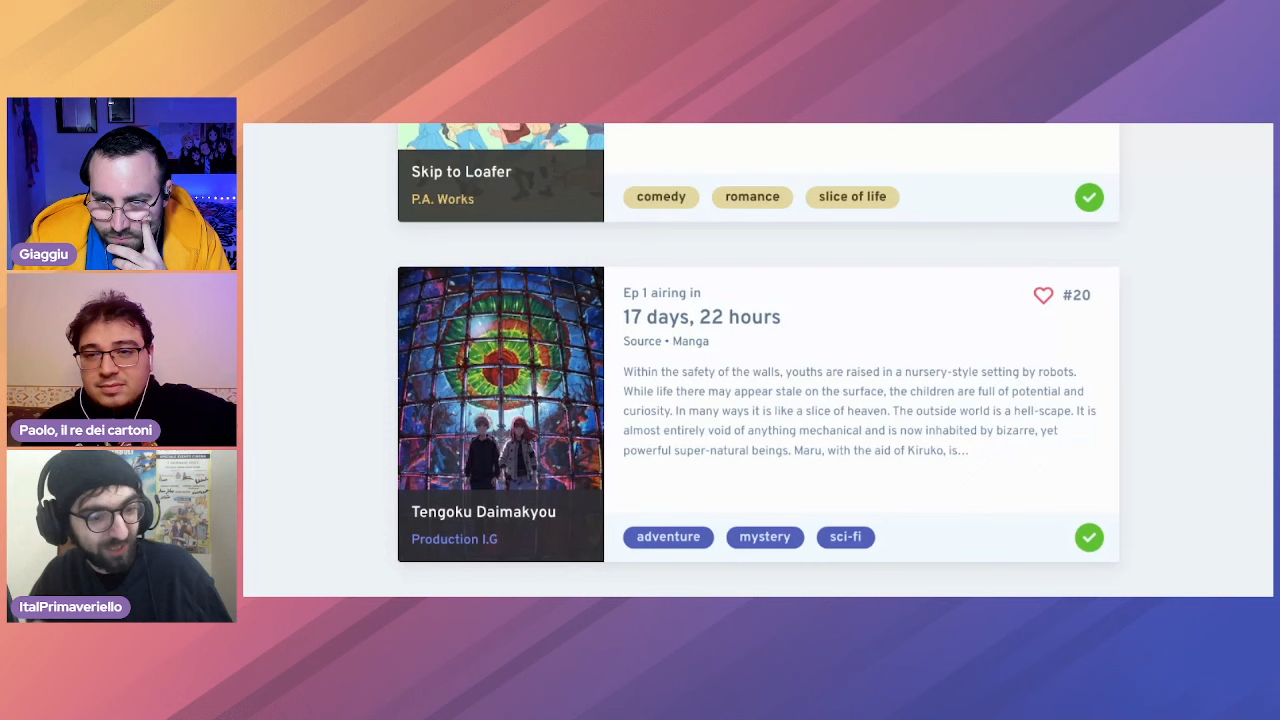 Giaggiu
Paolo, il re dei cartoni
ItalPrimaveriello
Skip to Loafer
P.A. Works
comedy
romance
slice of life
Tengoku Daimakyou
Production I.G
Ep 1 airing in
17 days, 22 hours
#20
Source • Manga
Within the safety of the walls, youths are raised in a nursery-style setting by robots.
While life there may appear stale on the surface, the children are full of potential and
curiosity. In many ways it is like a slice of heaven. The outside world is a hell-scape. It is
almost entirely void of anything mechanical and is now inhabited by bizarre, yet
powerful super-natural beings. Maru, with the aid of Kiruko, is...
adventure
mystery
sci-fi